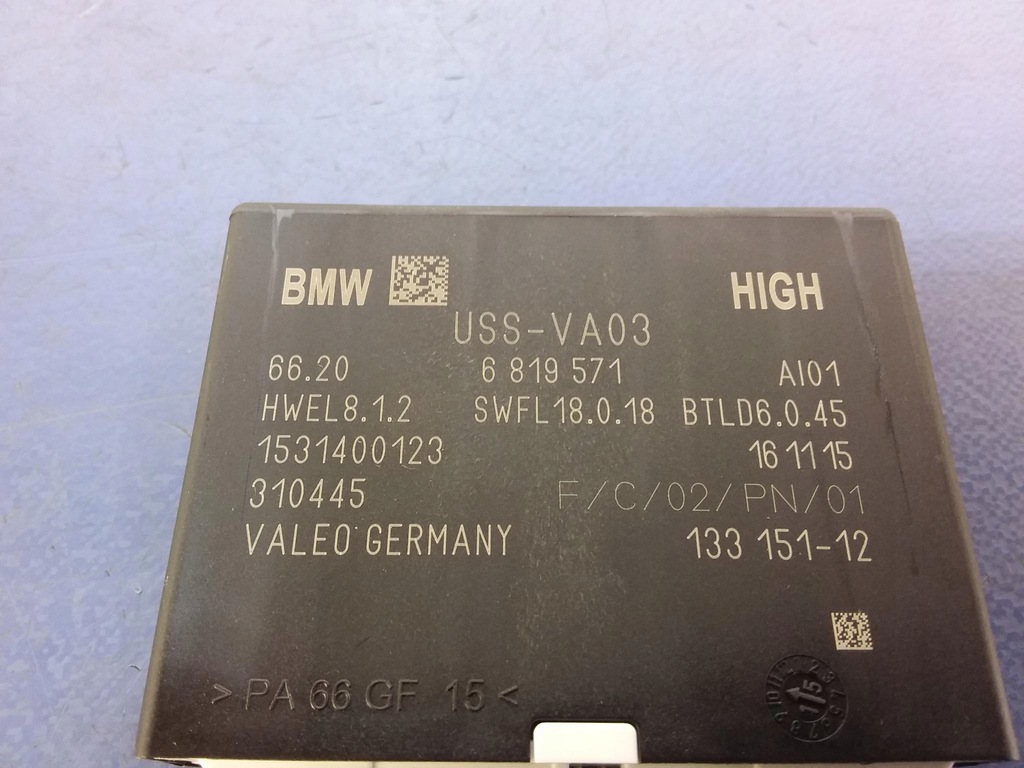 BMW HIGH
USS-VA03
66.20 6 819 571 AI01
HWEL8.1.2 SWFL18.0.18 BTLD6.0.45
1531400123 16 11 15
310445 F/C/02/PN/01
VALEO GERMANY 133 151-12
>PA 66 GF 15<